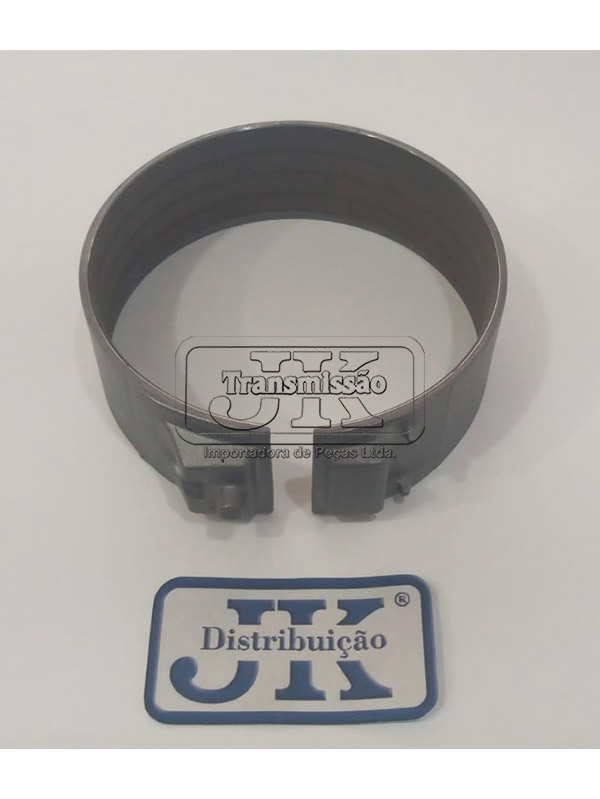 JK
Transmissão
Importadora de Peças Ltda.
JK ®
Distribuição